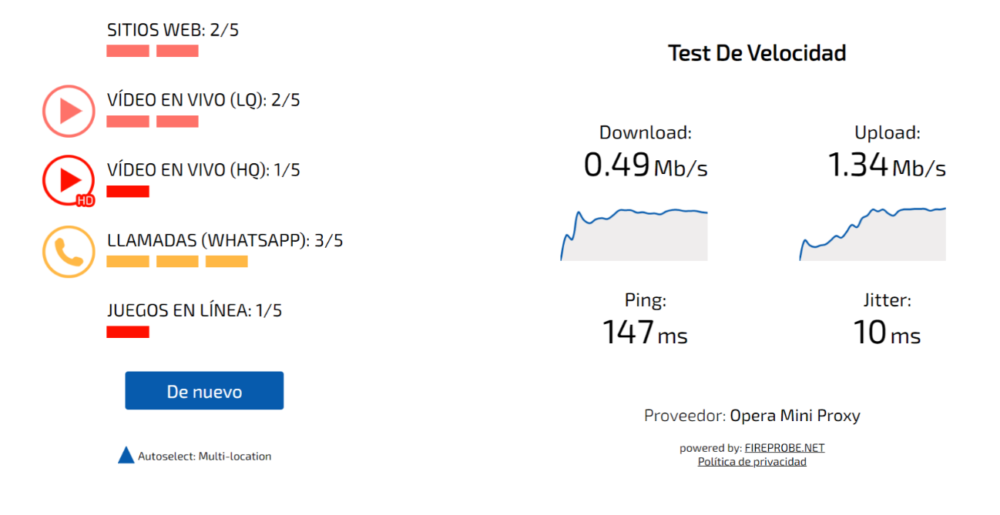 SITIOS WEB: 2/5
VÍDEO EN VIVO (LQ): 2/5
VÍDEO EN VIVO (HQ): 1/5
HD
LLAMADAS (WHATSAPP): 3/5
JUEGOS EN LÍNEA: 1/5
De nuevo
Autoselect: Multi-location
Test De Velocidad
Download:
0.49 Mb/s
Upload:
1.34 Mb/s
Ping:
147 ms
Jitter:
10 ms
Proveedor: Opera Mini Proxy
powered by: FIREPROBE.NET
Política de privacidad